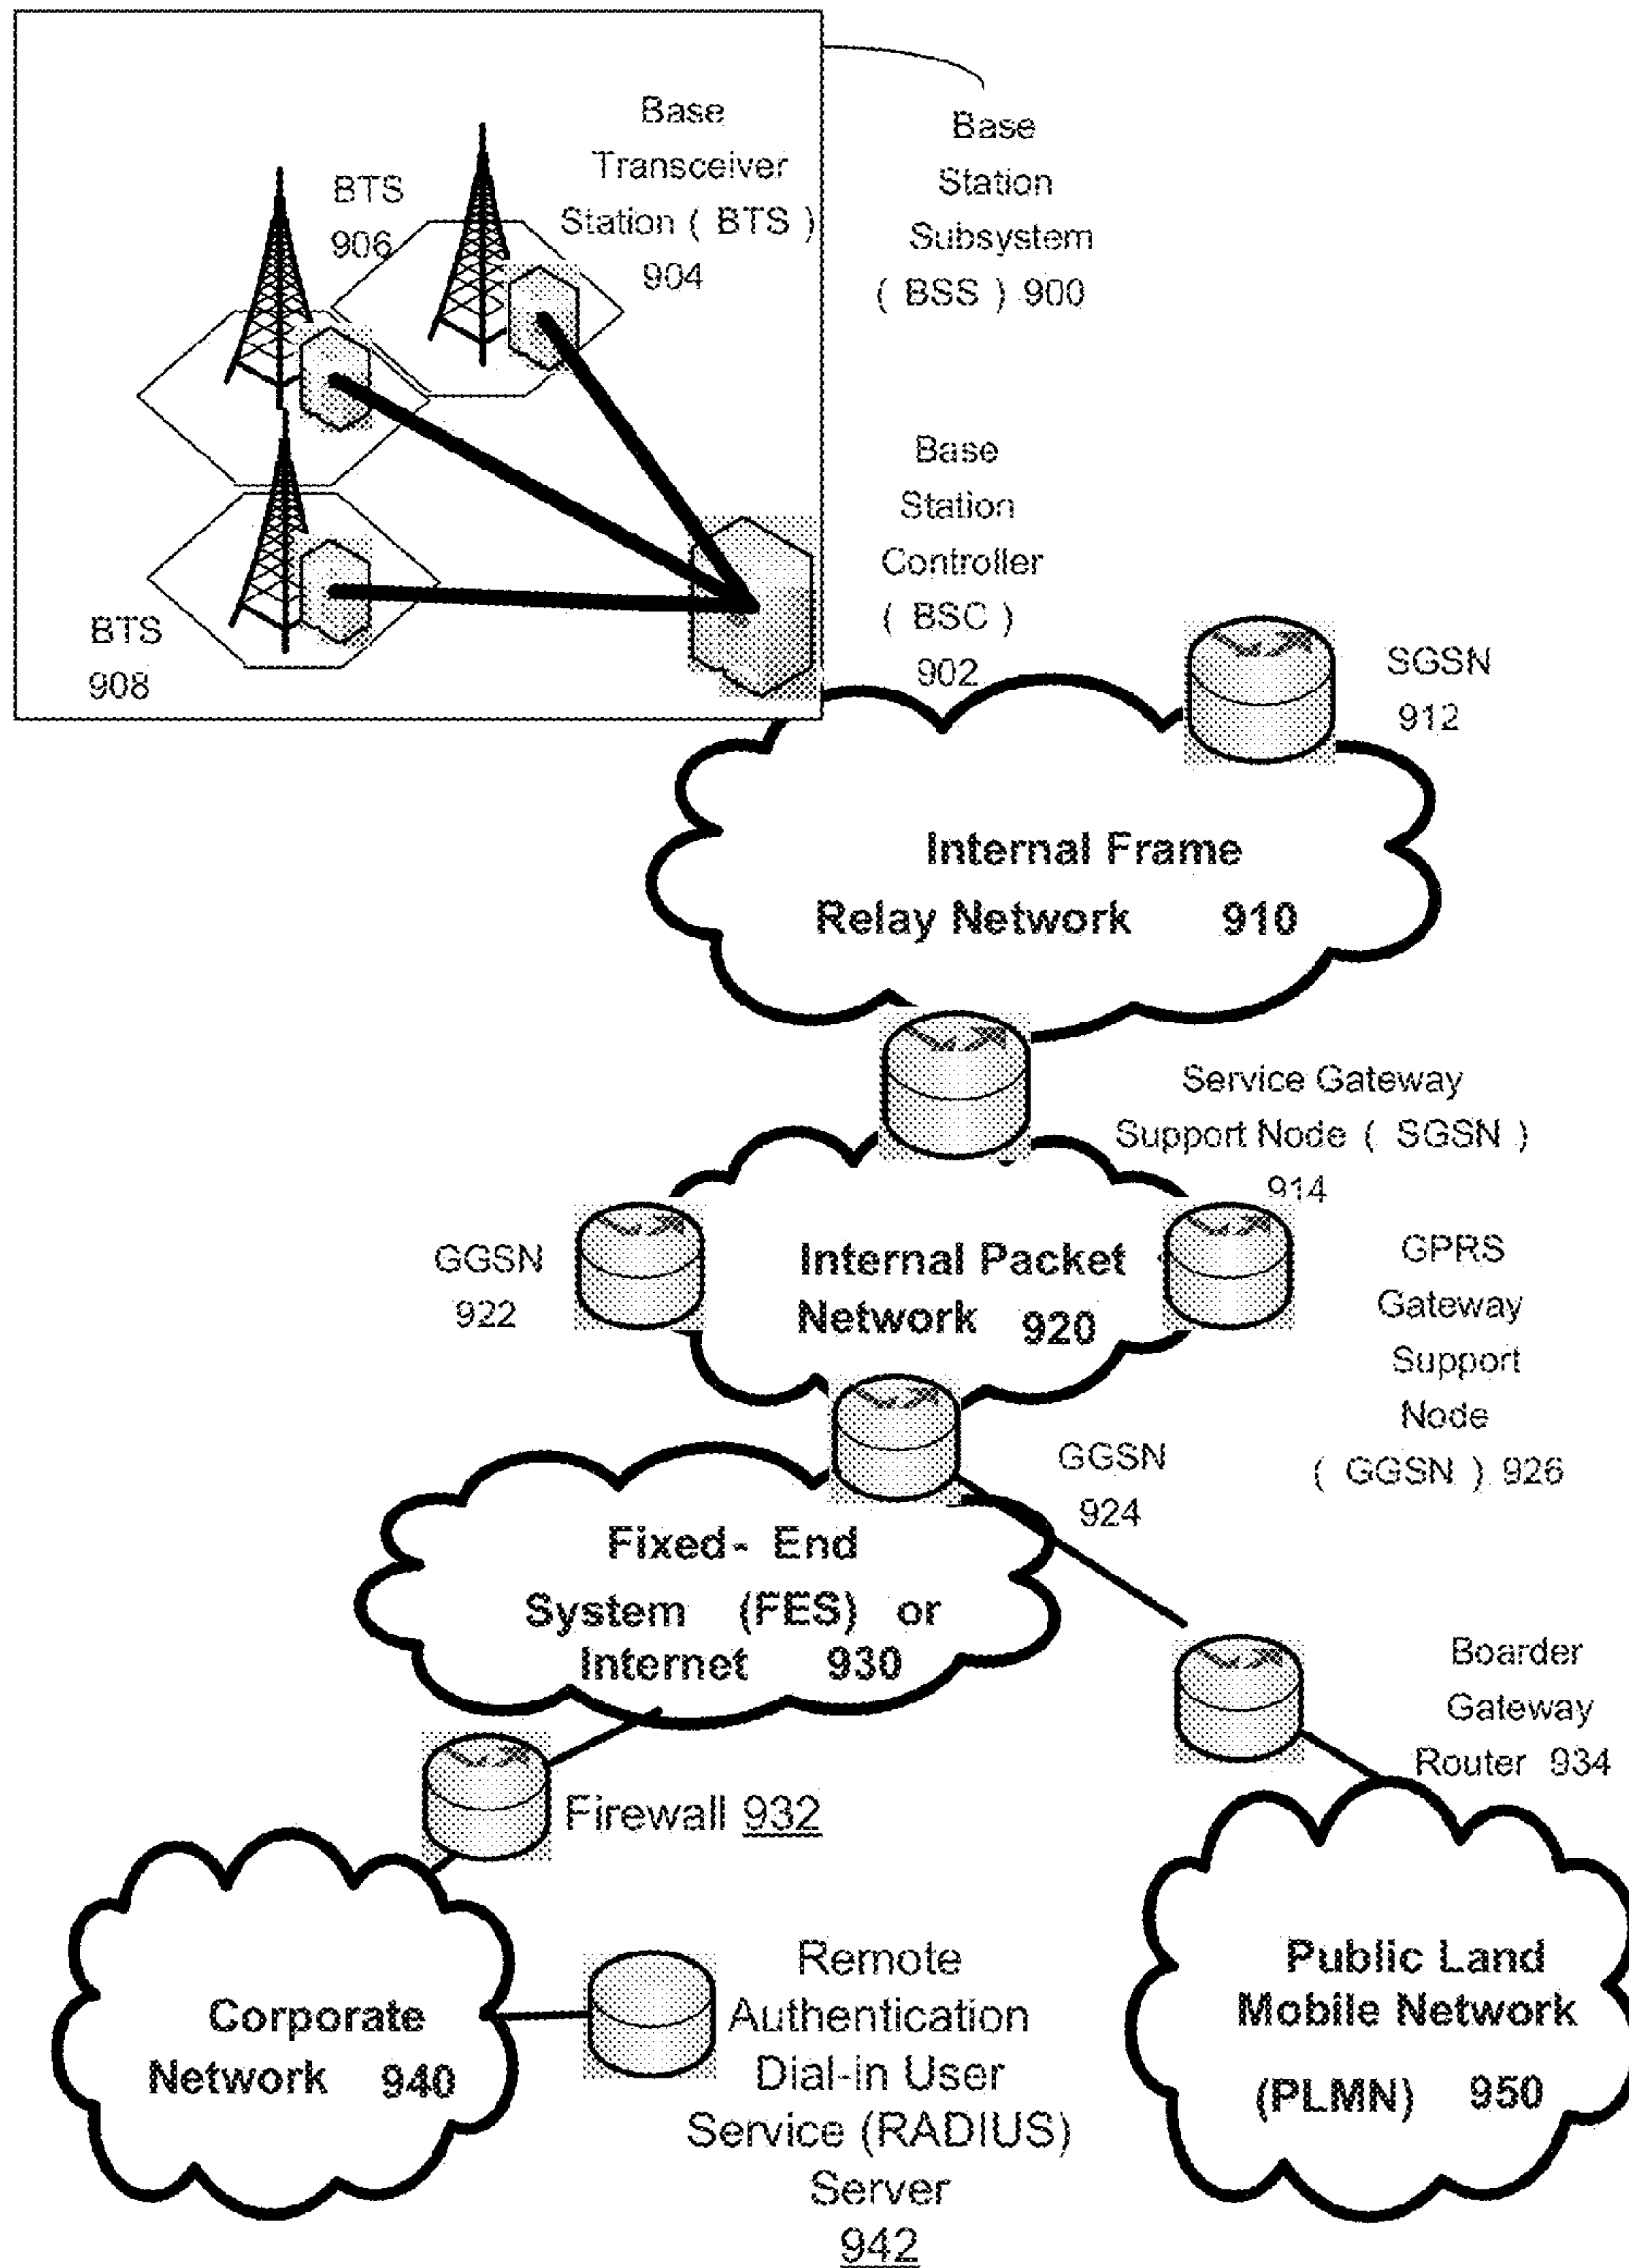 Base
Transceiver
Station ( BTS )
904
BTS
906
BTS
908
Base
Station
Subsystem
( BSS ) 900
Base
Station
Controller
( BSC )
902
SGSN
912
Internal Frame
Relay Network 910
Service Gateway
Support Node ( SGSN )
914
GGSN
922
Internal Packet
Network 920
GPRS
Gateway
Support
Node
( GGSN ) 926
GGSN
924
Fixed- End
System (FES) or
Internet 930
Boarder
Gateway
Router 934
Firewall 932
Corporate
Network 940
Remote
Authentication
Dial-in User
Service (RADIUS)
Server
942
Public Land
Mobile Network
(PLMN) 950